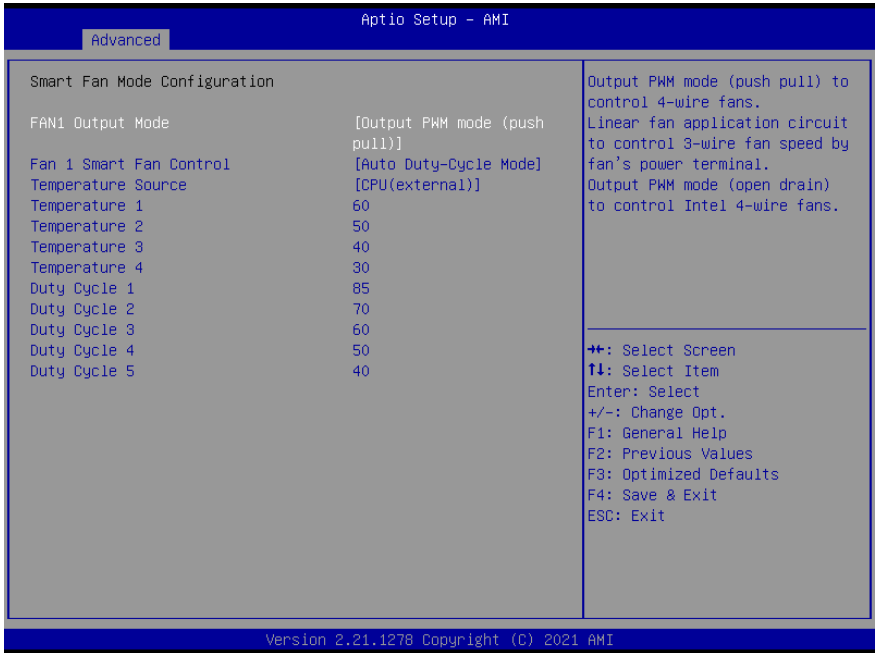 Aptio Setup – AMI
Advanced
Smart Fan Mode Configuration
FAN1 Output Mode [Output PWM mode (push
pull)]
Fan 1 Smart Fan Control [Auto Duty-Cycle Mode]
Temperature Source [CPU(external)]
Temperature 1 60
Temperature 2 50
Temperature 3 40
Temperature 4 30
Duty Cycle 1 85
Duty Cycle 2 70
Duty Cycle 3 60
Duty Cycle 4 50
Duty Cycle 5 40
Output PWM mode (push pull) to
control 4-wire fans.
Linear fan application circuit
to control 3-wire fan speed by
fan's power terminal.
Output PWM mode (open drain)
to control Intel 4-wire fans.
→←: Select Screen
↑↓: Select Item
Enter: Select
+/-: Change Opt.
F1: General Help
F2: Previous Values
F3: Optimized Defaults
F4: Save & Exit
ESC: Exit
Version 2.21.1278 Copyright (C) 2021 AMI